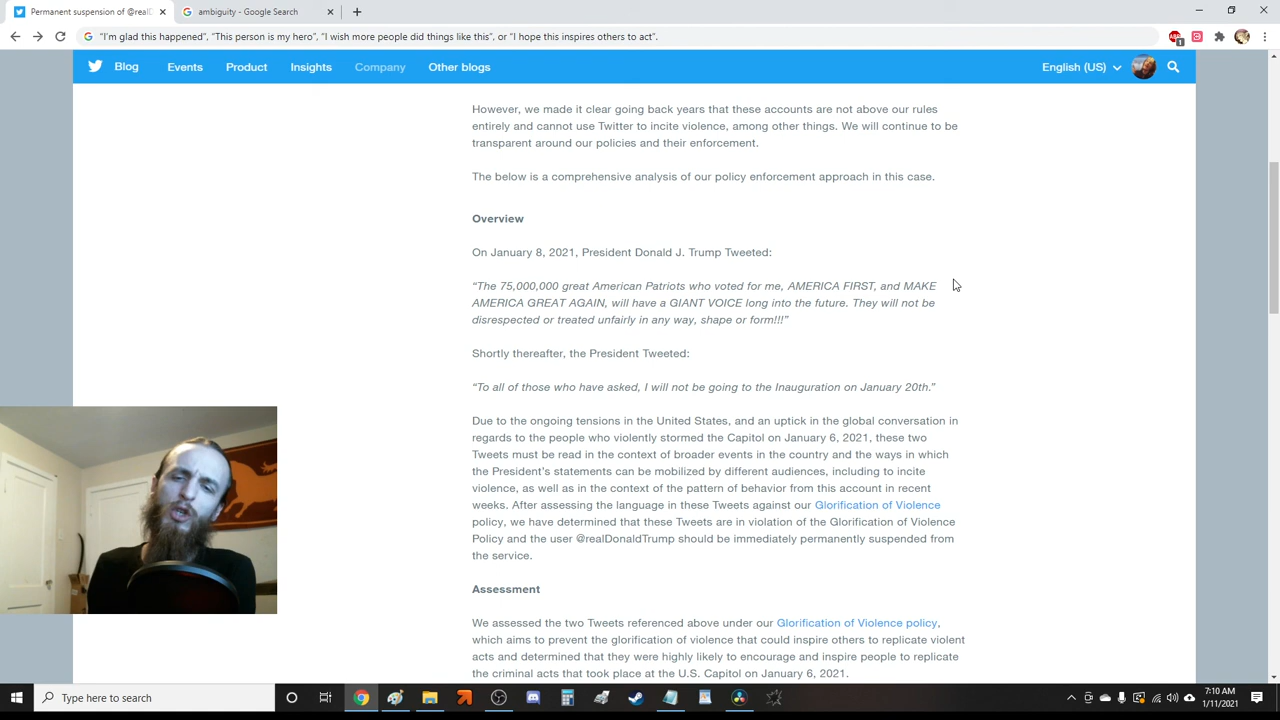 Permanent suspension of @realD
ambiguity - Google Search
"I'm glad this happened", "This person is my hero", "I wish more people did things like this", or "I hope this inspires others to act".
1
Blog
Events
Product
Insights
Company
Other blogs
English (US)
However, we made it clear going back years that these accounts are not above our rules
entirely and cannot use Twitter to incite violence, among other things. We will continue to be
transparent around our policies and their enforcement.
The below is a comprehensive analysis of our policy enforcement approach in this case.
Overview
On January 8, 2021, President Donald J. Trump Tweeted:
“The 75,000,000 great American Patriots who voted for me, AMERICA FIRST, and MAKE
AMERICA GREAT AGAIN, will have a GIANT VOICE long into the future. They will not be
disrespected or treated unfairly in any way, shape or form!!!”
Shortly thereafter, the President Tweeted:
“To all of those who have asked, I will not be going to the Inauguration on January 20th.”
Due to the ongoing tensions in the United States, and an uptick in the global conversation in
regards to the people who violently stormed the Capitol on January 6, 2021, these two
Tweets must be read in the context of broader events in the country and the ways in which
the President’s statements can be mobilized by different audiences, including to incite
violence, as well as in the context of the pattern of behavior from this account in recent
weeks. After assessing the language in these Tweets against our Glorification of Violence
policy, we have determined that these Tweets are in violation of the Glorification of Violence
Policy and the user @realDonaldTrump should be immediately permanently suspended from
the service.
Assessment
We assessed the two Tweets referenced above under our Glorification of Violence policy,
which aims to prevent the glorification of violence that could inspire others to replicate violent
acts and determined that they were highly likely to encourage and inspire people to replicate
the criminal acts that took place at the U.S. Capitol on January 6, 2021.
Type here to search
7:10 AM
1/11/2021